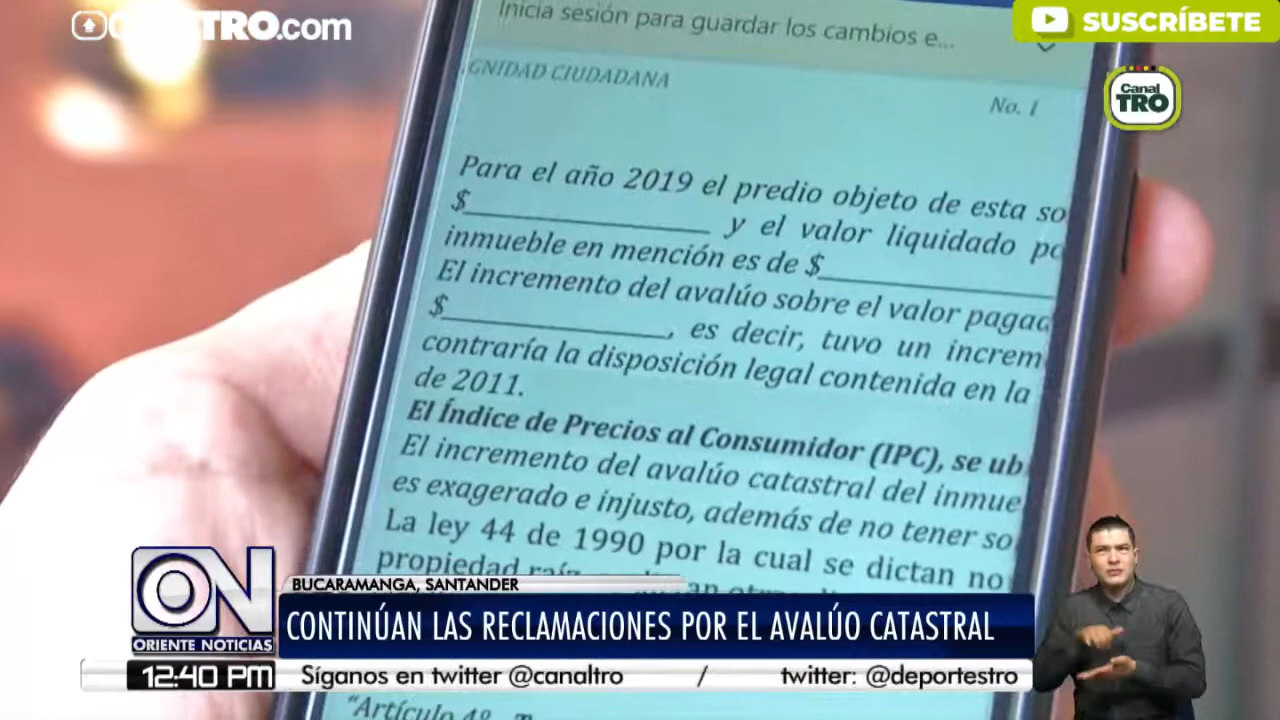 TRO.com
SUSCRÍBETE
Canal
TRO
Inicia sesión para guardar los cambios e...
GNIDAD CIUDADANA
No. 1
Para el año 2019 el predio objeto de esta so
$ y el valor liquidado po
inmueble en mención es de $
El incremento del avalúo sobre el valor pagad
$ , es decir, tuvo un increm
contraría la disposición legal contenida en la
de 2011.
El Índice de Precios al Consumidor (IPC), se ub
El incremento del avalúo catastral del inmue
es exagerado e injusto, además de no tener so
La ley 44 de 1990 por la cual se dictan no
propiedad raíz
ON
ORIENTE NOTICIAS
BUCARAMANGA, SANTANDER
CONTINÚAN LAS RECLAMACIONES POR EL AVALÚO CATASTRAL
12:40 PM
Síganos en twitter @canaltro / twitter: @deportestro
"Artículo